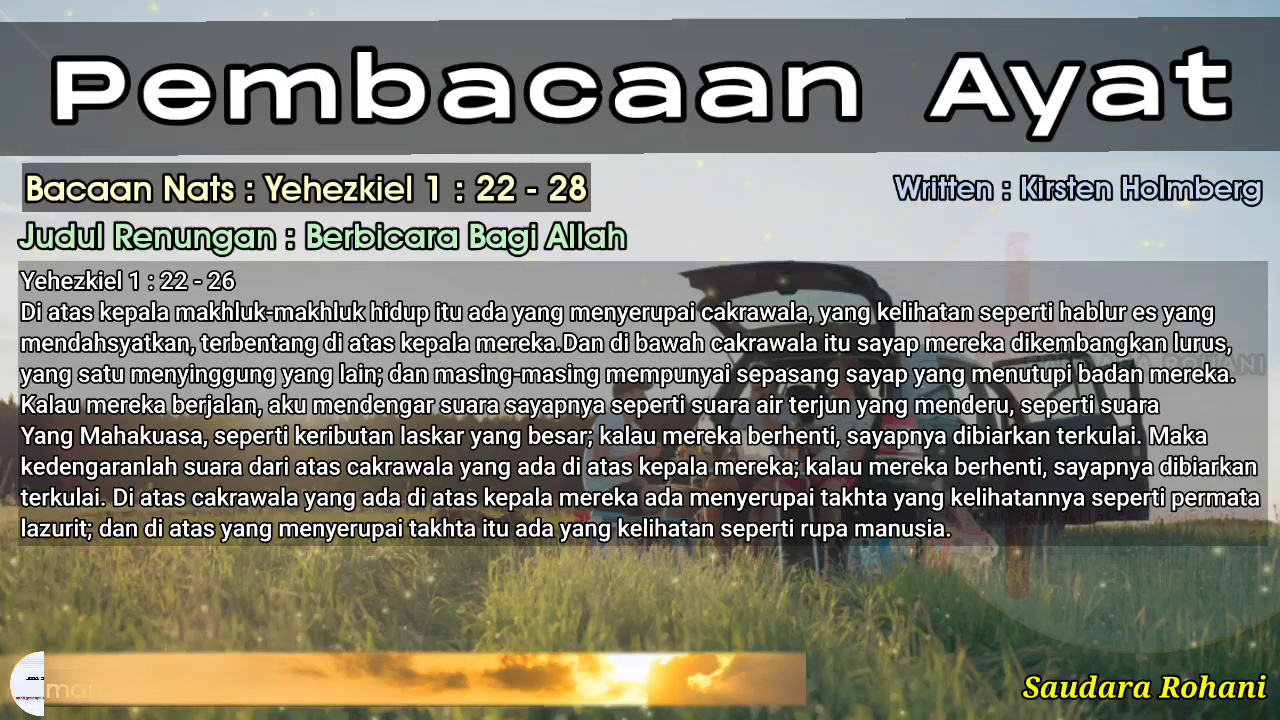 Pembacaan Ayat
Bacaan Nats : Yehezkiel 1 : 22 - 28
Written : Kirsten Holmberg
Judul Renungan : Berbicara Bagi Allah
Yehezkiel 1 : 22 - 26
Di atas kepala makhluk-makhluk hidup itu ada yang menyerupai cakrawala, yang kelihatan seperti hablur es yang
mendahsyatkan, terbentang di atas kepala mereka.Dan di bawah cakrawala itu sayap mereka dikembangkan lurus,
yang satu menyinggung yang lain; dan masing-masing mempunyai sepasang sayap yang menutupi badan mereka.
Kalau mereka berjalan, aku mendengar suara sayapnya seperti suara air terjun yang menderu, seperti suara
Yang Mahakuasa, seperti keributan laskar yang besar; kalau mereka berhenti, sayapnya dibiarkan terkulai. Maka
kedengaranlah suara dari atas cakrawala yang ada di atas kepala mereka; kalau mereka berhenti, sayapnya dibiarkan
terkulai. Di atas cakrawala yang ada di atas kepala mereka ada menyerupai takhta yang kelihatannya seperti permata
lazurit; dan di atas yang menyerupai takhta itu ada yang kelihatan seperti rupa manusia.
Saudara Rohani